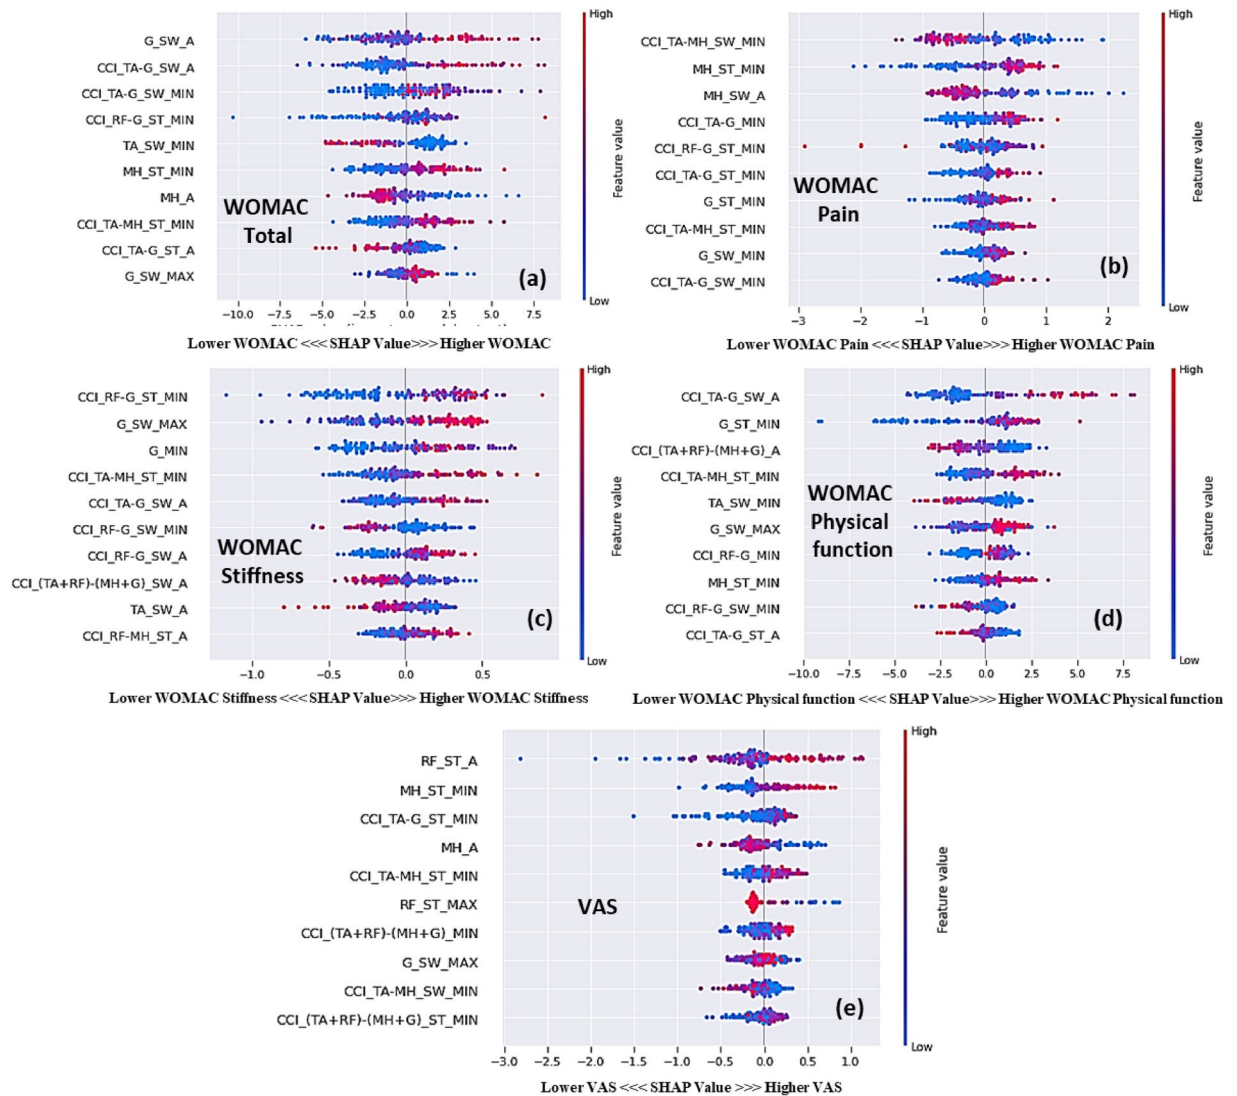 G_SW_A
CCI_TA-G_SW_A
CCI_TA-G_SW_MIN
CCI_RF-G_ST_MIN
TA_SW_MIN
MH_ST_MIN
MH_A
CCI_TA-MH_ST_MIN
CCI_TA-G_ST_A
G_SW_MAX
WOMAC
Total
(a)
−10.0 −7.5 −5.0 −2.5 0.0 2.5 5.0 7.5
High
Feature value
Low
Lower WOMAC <<< SHAP Value>>> Higher WOMAC
CCI_TA-MH_SW_MIN
MH_ST_MIN
MH_SW_A
CCI_TA-G_MIN
CCI_RF-G_ST_MIN
CCI_TA-G_ST_MIN
G_ST_MIN
CCI_TA-MH_ST_MIN
G_SW_MIN
CCI_TA-G_SW_MIN
WOMAC
Pain
(b)
−3 −2 −1 0 1 2
High
Feature value
Low
Lower WOMAC Pain <<< SHAP Value>>> Higher WOMAC Pain
CCI_RF-G_ST_MIN
G_SW_MAX
G_MIN
CCI_TA-MH_ST_MIN
CCI_TA-G_SW_A
CCI_RF-G_SW_MIN
CCI_RF-G_SW_A
CCI_(TA+RF)-(MH+G)_SW_A
TA_SW_A
CCI_RF-MH_ST_A
WOMAC
Stiffness
(c)
−1.0 −0.5 0.0 0.5
High
Feature value
Low
Lower WOMAC Stiffness <<< SHAP Value>>> Higher WOMAC Stiffness
CCI_TA-G_SW_A
G_ST_MIN
CCI_(TA+RF)-(MH+G)_A
CCI_TA-MH_ST_MIN
TA_SW_MIN
G_SW_MAX
CCI_RF-G_MIN
MH_ST_MIN
CCI_RF-G_SW_MIN
CCI_TA-G_ST_A
WOMAC
Physical
function
(d)
−10.0 −7.5 −5.0 −2.5 0.0 2.5 5.0 7.5
High
Feature value
Low
Lower WOMAC Physical function <<< SHAP Value>>> Higher WOMAC Physical function
RF_ST_A
MH_ST_MIN
CCI_TA-G_ST_MIN
MH_A
CCI_TA-MH_ST_MIN
RF_ST_MAX
CCI_(TA+RF)-(MH+G)_MIN
G_SW_MAX
CCI_TA-MH_SW_MIN
CCI_(TA+RF)-(MH+G)_ST_MIN
VAS
(e)
−3.0 −2.5 −2.0 −1.5 −1.0 −0.5 0.0 0.5 1.0
High
Feature value
Low
Lower VAS <<< SHAP Value >>> Higher VAS